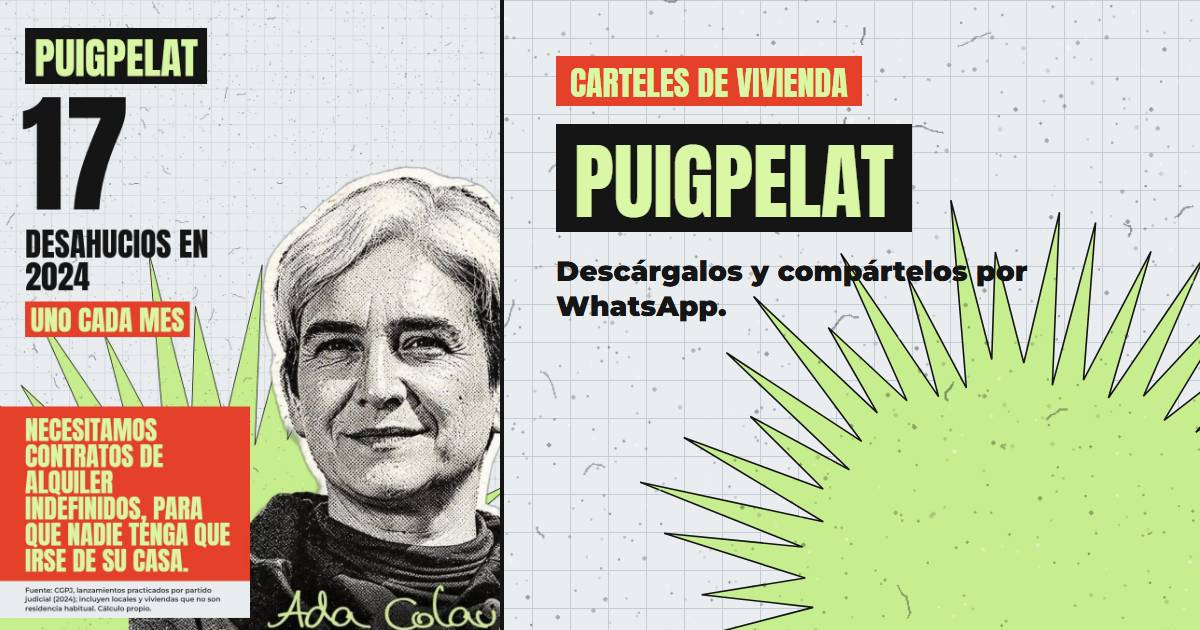 PUIGPELAT
17
DESAHUCIOS EN
2024
UNO CADA MES
NECESITAMOS
CONTRATOS DE
ALQUILER
INDEFINIDOS, PARA
QUE NADIE TENGA QUE
IRSE DE SU CASA.
Fuente: CGPJ, lanzamientos practicados por partido
judicial (2024); incluyen locales y viviendas que no son
residencia habitual. Cálculo propio.
Ada Colau
CARTELES DE VIVIENDA
PUIGPELAT
Descárgalos y compártelos por
WhatsApp.